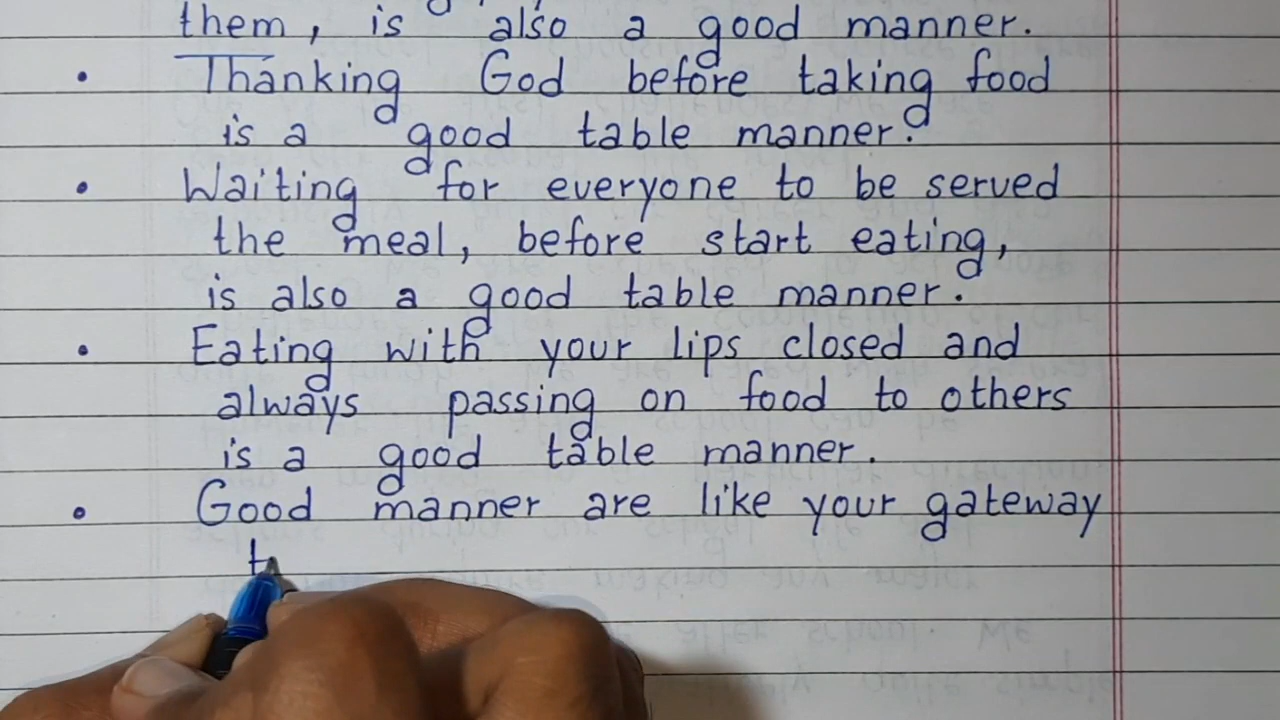 them, is also a good manner.
• Thanking God before taking food
is a good table manner.
• Waiting for everyone to be served
the meal, before start eating,
is also a good table manner.
• Eating with your lips closed and
always passing on food to others
is a good table manner.
• Good manner are like your gateway
t